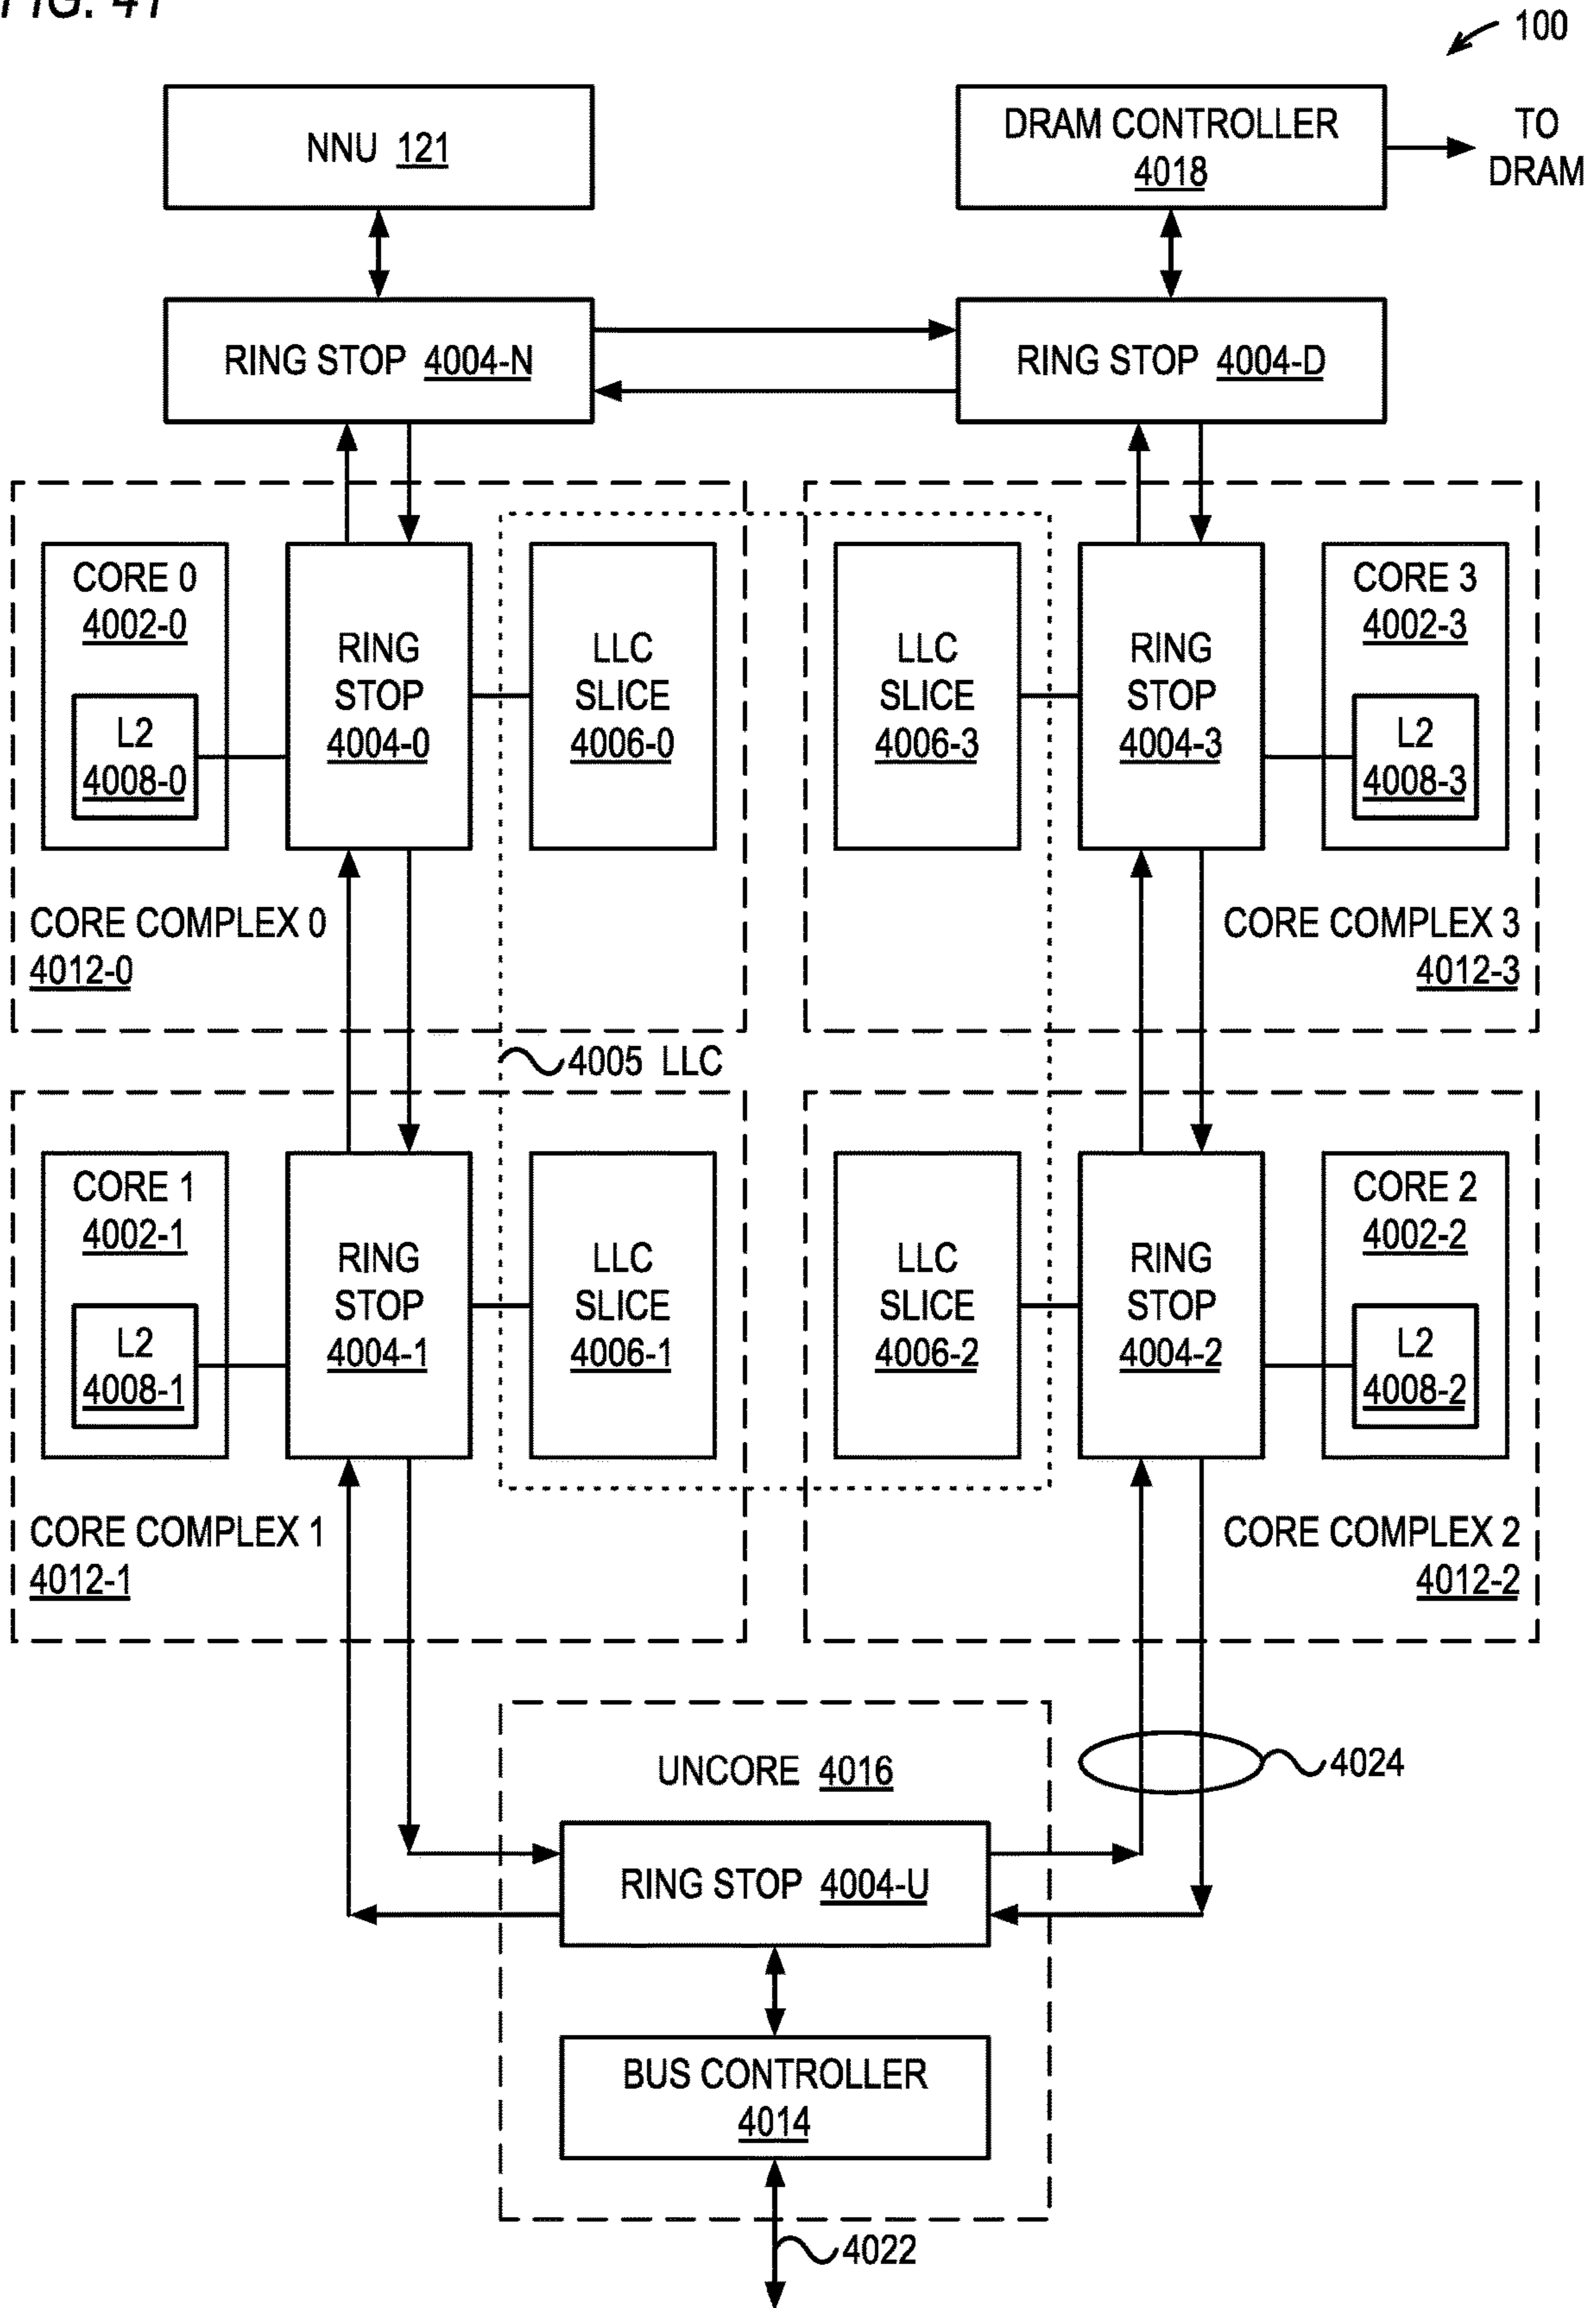 FIG. 41
100
NNU 121
DRAM CONTROLLER
4018
TO
DRAM
RING STOP 4004-N
RING STOP 4004-D
CORE 0
4002-0
L2
4008-0
RING
STOP
4004-0
LLC
SLICE
4006-0
CORE COMPLEX 0
4012-0
LLC
SLICE
4006-3
RING
STOP
4004-3
CORE 3
4002-3
L2
4008-3
CORE COMPLEX 3
4012-3
4005 LLC
CORE 1
4002-1
L2
4008-1
RING
STOP
4004-1
LLC
SLICE
4006-1
CORE COMPLEX 1
4012-1
LLC
SLICE
4006-2
RING
STOP
4004-2
CORE 2
4002-2
L2
4008-2
CORE COMPLEX 2
4012-2
UNCORE 4016
4024
RING STOP 4004-U
BUS CONTROLLER
4014
4022